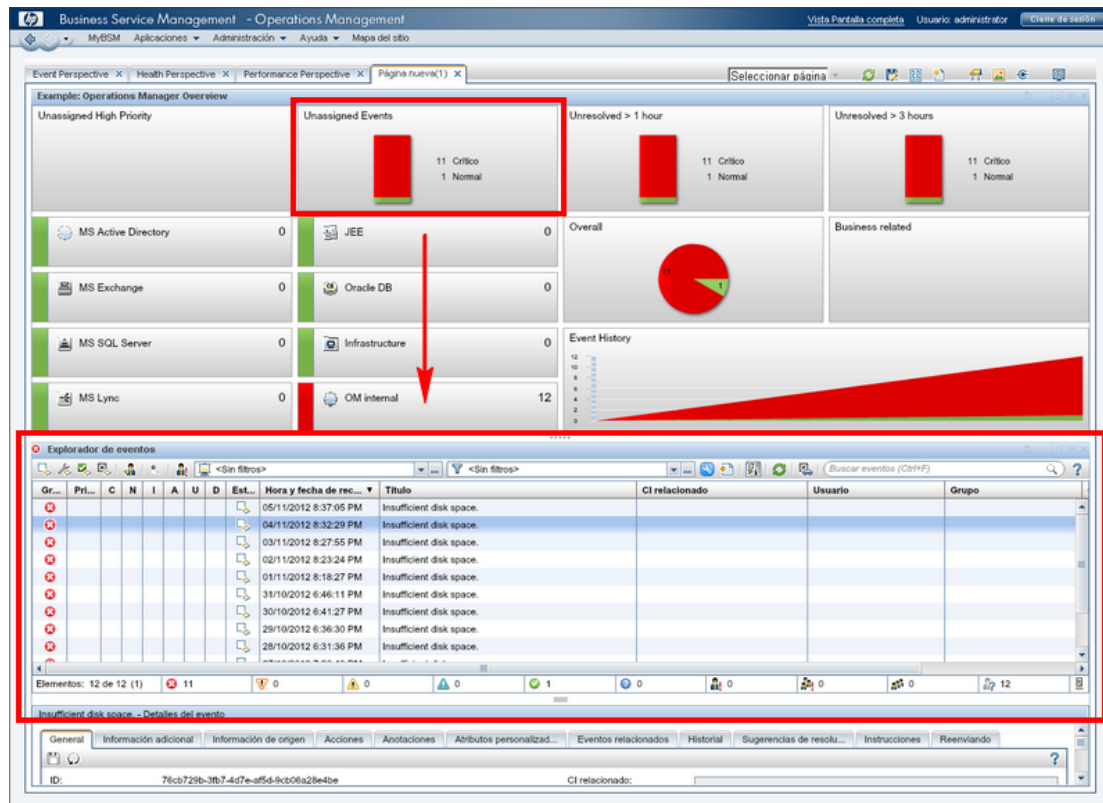 Business Service Management - Operations Management
Vista Pantalla completa Usuario: administrator Cierre de sesión
MyBSM Aplicaciones Administración Ayuda Mapa del sitio
Event Perspective Health Perspective Performance Perspective Página nueva(1) Seleccionar página
Example: Operations Manager Overview
Unassigned High Priority
Unassigned Events
11 Crítico
1 Normal
Unresolved > 1 hour
11 Crítico
1 Normal
Unresolved > 3 hours
11 Crítico
1 Normal
MS Active Directory 0
JEE 0
Overall
11
1
Business related
MS Exchange 0
Oracle DB 0
MS SQL Server 0
Infrastructure 0
Event History
12
10
8
6
4
2
0
MS Lync 0
OM internal 12
Explorador de eventos
<Sin filtros> <Sin filtros> (Buscar eventos (Ctrl+F)
Gr... Pri... C N I A U D Est... Hora y fecha de rec... Título CI relacionado Usuario Grupo
05/11/2012 8:37:05 PM Insufficient disk space.
04/11/2012 8:32:29 PM Insufficient disk space.
03/11/2012 8:27:55 PM Insufficient disk space.
02/11/2012 8:23:24 PM Insufficient disk space.
01/11/2012 8:18:27 PM Insufficient disk space.
31/10/2012 6:46:11 PM Insufficient disk space.
30/10/2012 6:41:27 PM Insufficient disk space.
29/10/2012 6:36:30 PM Insufficient disk space.
28/10/2012 6:31:36 PM Insufficient disk space.
Elementos: 12 de 12 (1) 11 0 0 0 1 0 0 0 0 12
Insufficient disk space. - Detalles del evento
General Información adicional Información de origen Acciones Anotaciones Atributos personalizad... Eventos relacionados Historial Sugerencias de resolu... Instrucciones Reenviando
ID: 76cb729b-3fb7-4d7e-af5d-9cb06a28e4be CI relacionado: